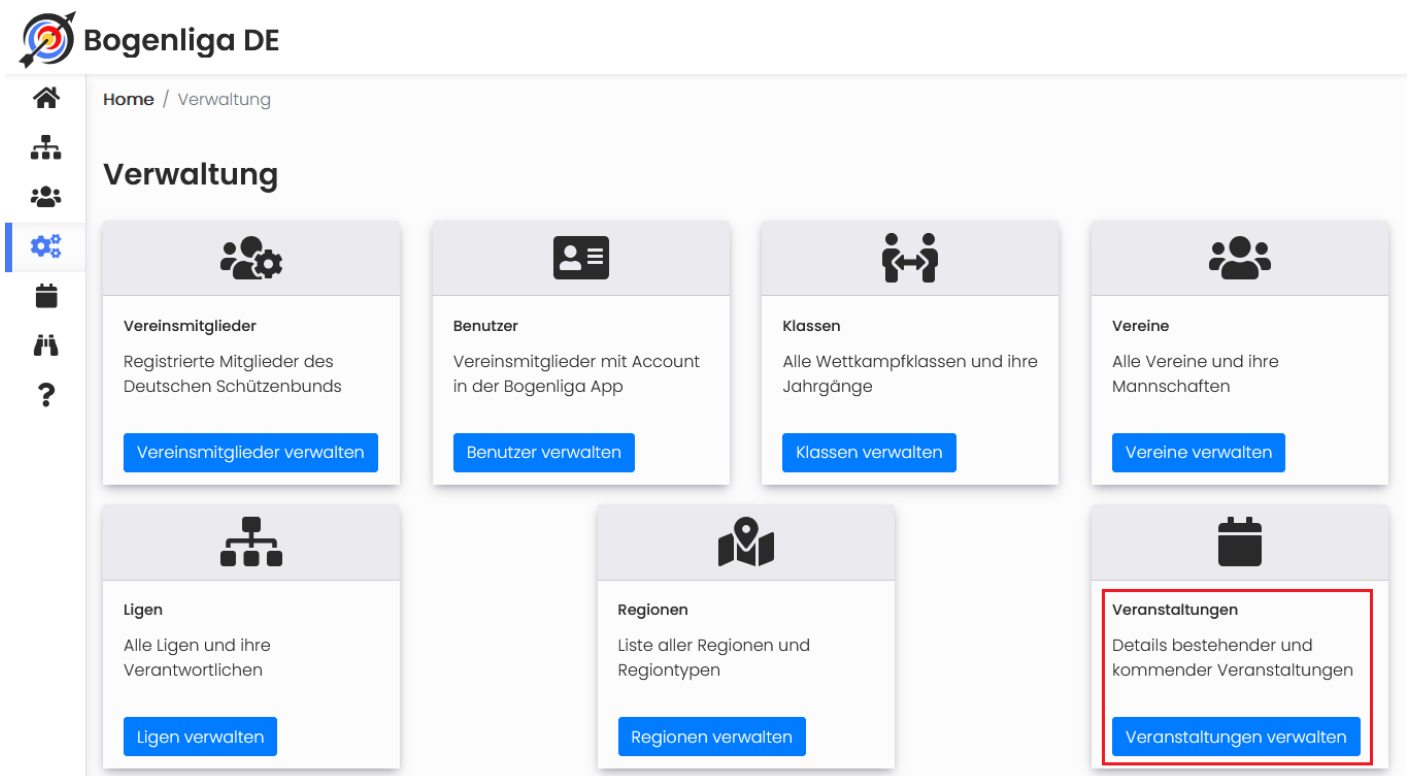 Bogenliga DE
Home / Verwaltung
Verwaltung
Vereinsmitglieder
Registrierte Mitglieder des
Deutschen Schützenbunds
Vereinsmitglieder verwalten
Benutzer
Vereinsmitglieder mit Account
in der Bogenliga App
Benutzer verwalten
Klassen
Alle Wettkampfklassen und ihre
Jahrgänge
Klassen verwalten
Vereine
Alle Vereine und ihre
Mannschaften
Vereine verwalten
Ligen
Alle Ligen und ihre
Verantwortlichen
Ligen verwalten
Regionen
Liste aller Regionen und
Regiontypen
Regionen verwalten
Veranstaltungen
Details bestehender und
kommender Veranstaltungen
Veranstaltungen verwalten